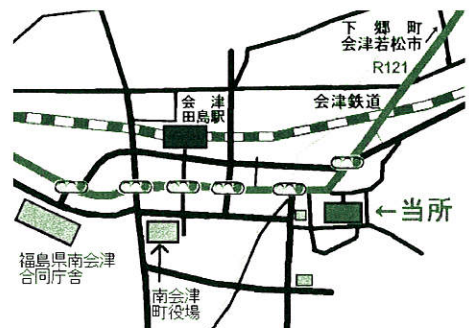 下郷町
会津若松市
R121
会津
田島駅
会津鉄道
←当所
福島県南会津
合同庁舎
南会津
町役場